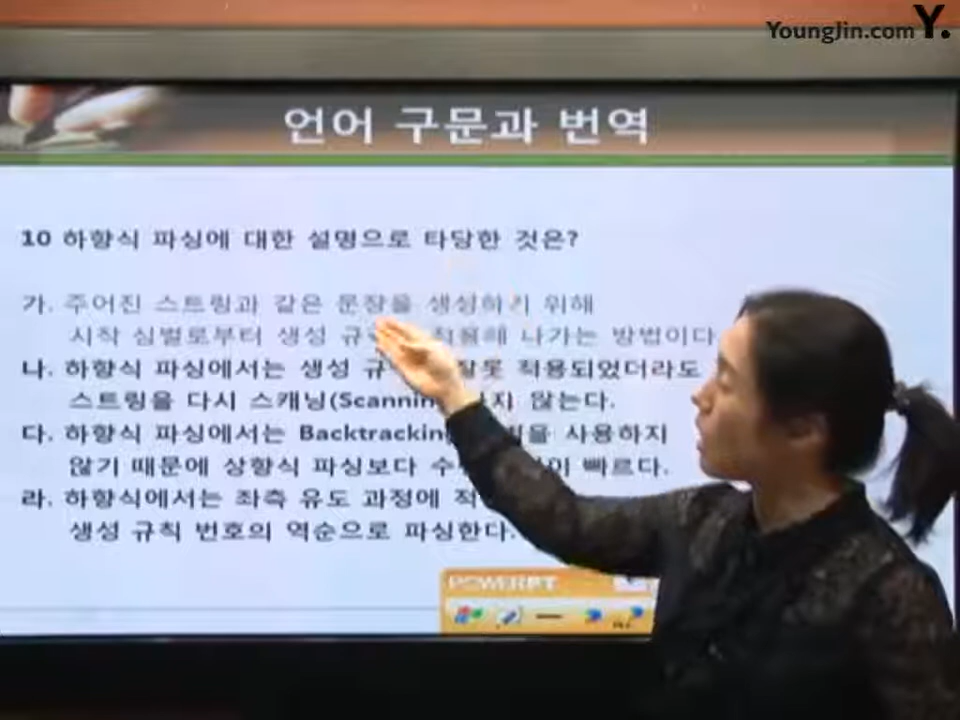 YoungJin.com Y.
언어 구문과 번역
10 하향식 파싱에 대한 설명으로 타당한 것은?
가. 주어진 스트링과 같은 문장을 생성하기 위해
시작 심벌로부터 생성 적용해 나가는 방법이다
나. 하향식 파싱에서는 생성 잘못 적용되었더라도
스트링을 다시 스캐닝(Scanning 않는다.
다. 하향식 파싱에서는 Backtracking 사용하지
않기 때문에 상향식 파싱보다 빠르다.
라. 하향식에서는 좌측 유도 과정에
생성 규칙 번호의 역순으로 파싱한다.
POWERPT